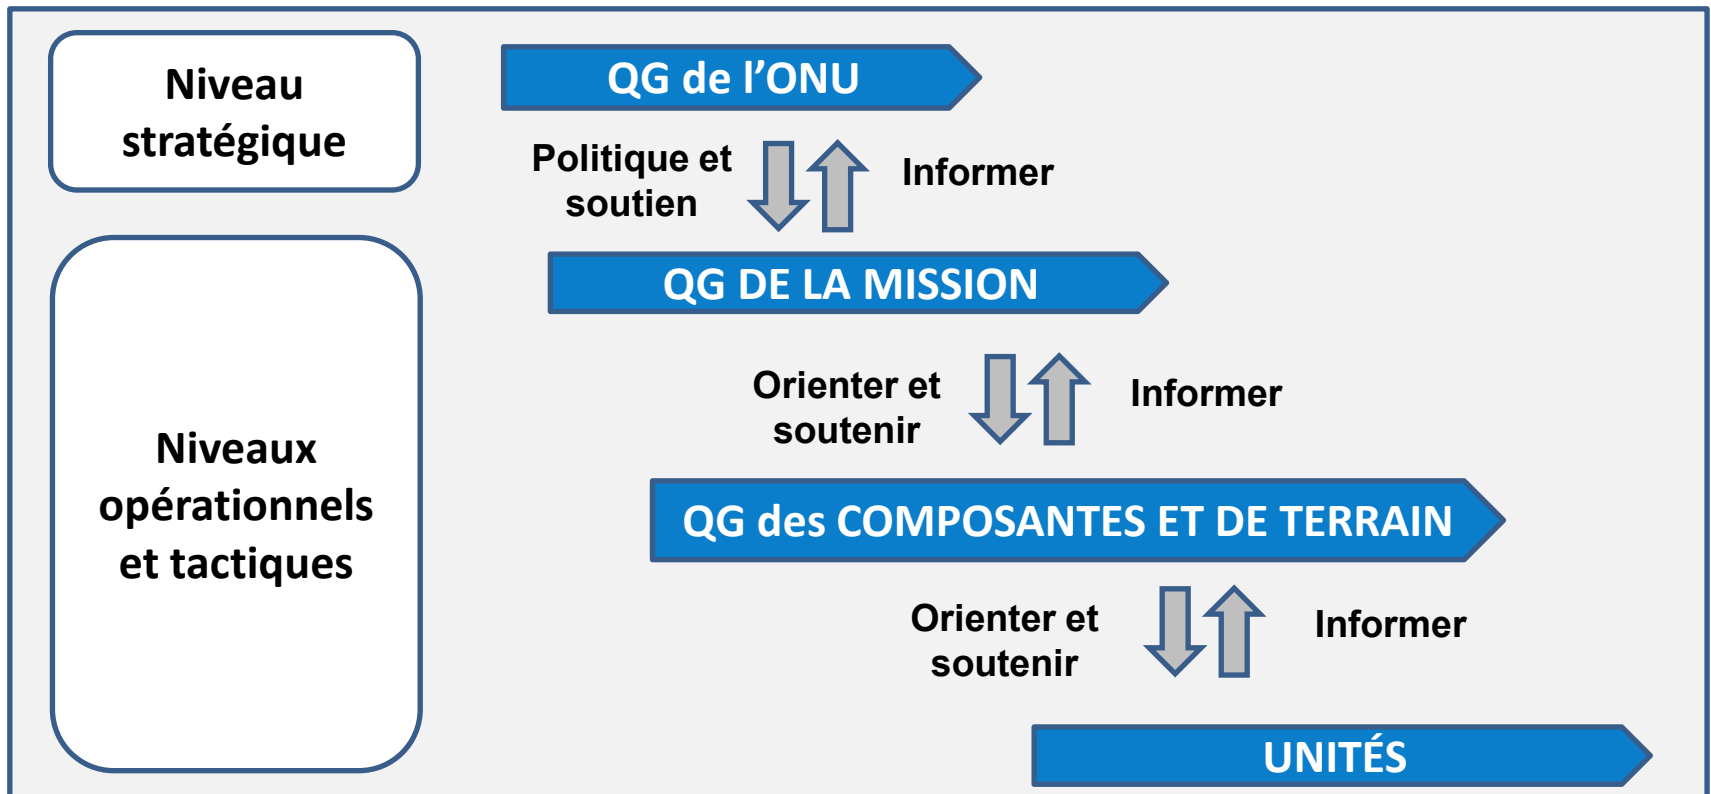 Niveau
stratégique
QG de l’ONU
Politique et
soutien
Informer
QG DE LA MISSION
Orienter et
soutenir
Informer
Niveaux
opérationnels
et tactiques
QG des COMPOSANTES ET DE TERRAIN
Orienter et
soutenir
Informer
UNITÉS